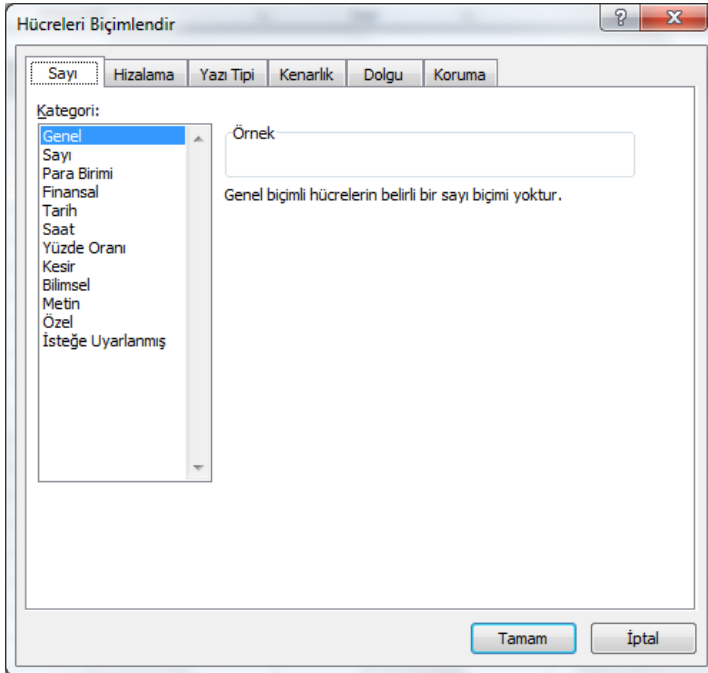 Hücreleri Biçimlendir
Sayı Hizalama Yazı Tipi Kenarlık Dolgu Koruma
Kategori:
Genel
Sayı
Para Birimi
Finansal
Tarih
Saat
Yüzde Oranı
Kesir
Bilimsel
Metin
Özel
İsteğe Uyarlanmış
Örnek
Genel biçimli hücrelerin belirli bir sayı biçimi yoktur.
Tamam İptal